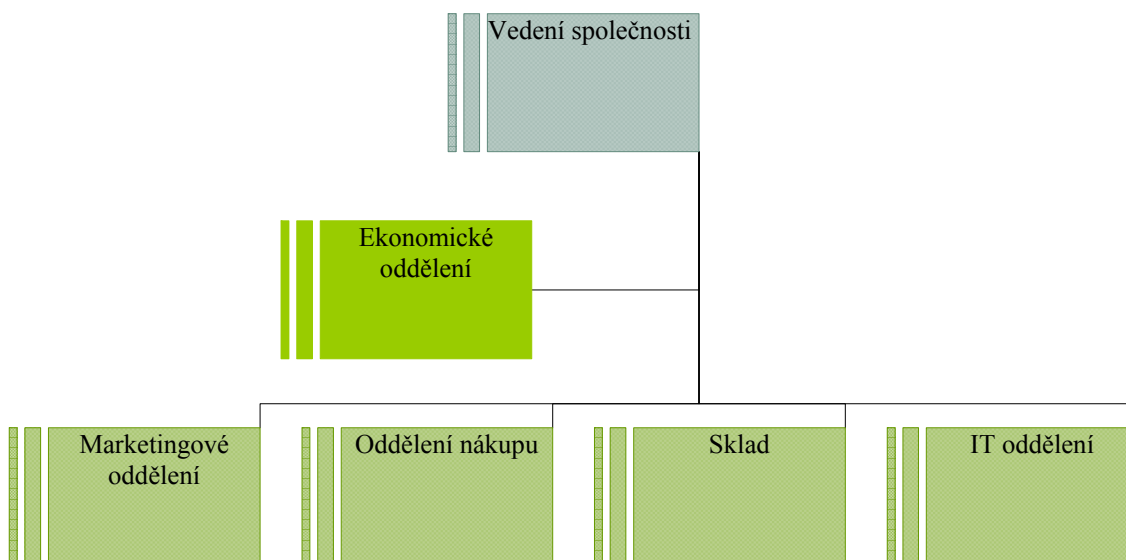 Vedení společnosti
Ekonomické
oddělení
Marketingové
oddělení
Oddělení nákupu
Sklad
IT oddělení